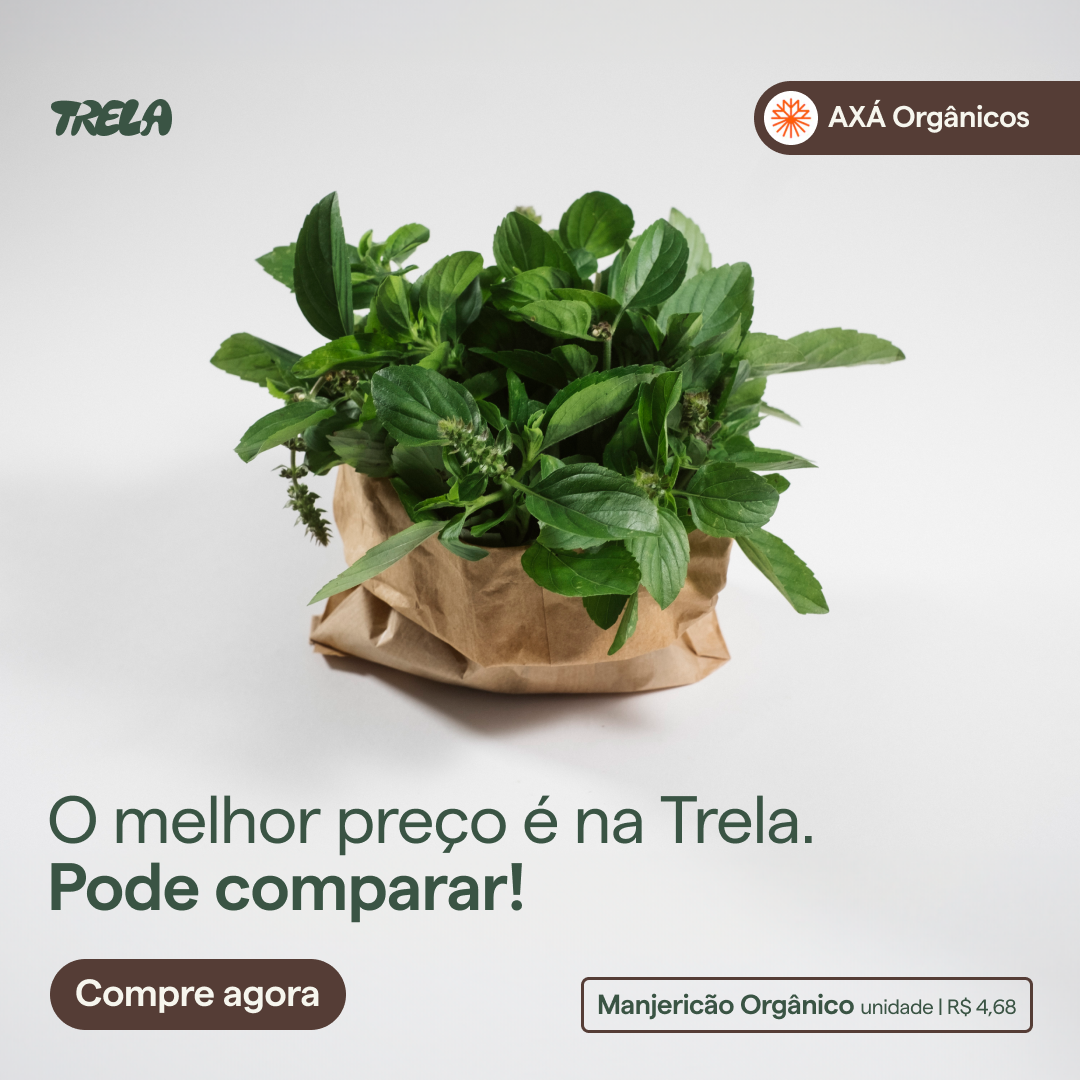 TRELA
AXÁ Orgânicos
O melhor preço é na Trela.
Pode comparar!
Compre agora
Manjericão Orgânico unidade | R$ 4,68